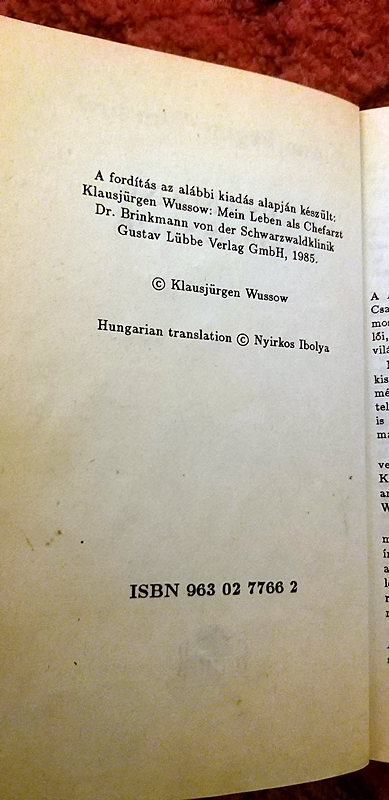 A fordítás az alábbi kiadás alapján készült:
Klausjürgen Wussow: Mein Leben als Chefarzt
Dr. Brinkmann von der Schwarzwaldklinik
Gustav Lübbe Verlag GmbH, 1985.
© Klausjürgen Wussow
Hungarian translation © Nyirkos Ibolya
ISBN 963 02 7766 2